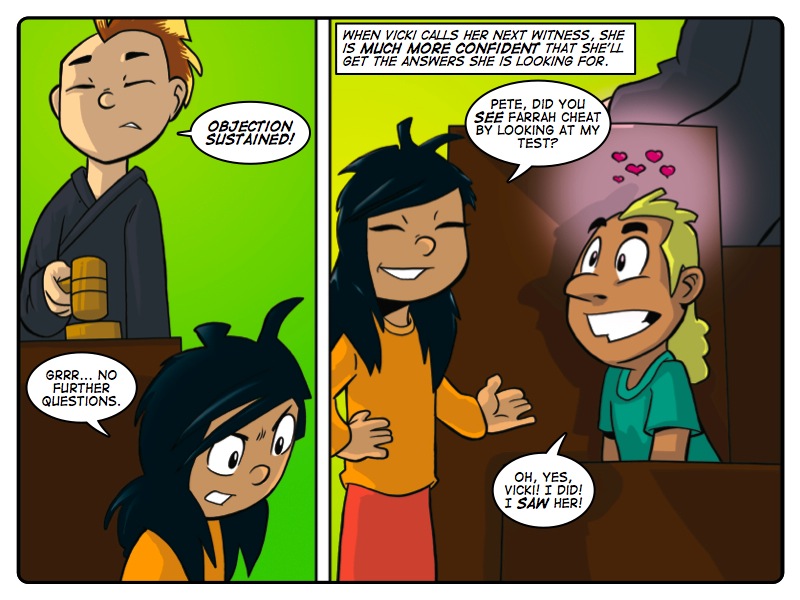 OBJECTION
SUSTAINED!
GRRR... NO
FURTHER
QUESTIONS.
WHEN VICKI CALLS HER NEXT WITNESS, SHE
IS MUCH MORE CONFIDENT THAT SHE'LL
GET THE ANSWERS SHE IS LOOKING FOR.
PETE, DID YOU
SEE FARRAH CHEAT
BY LOOKING AT MY
TEST?
OH, YES,
VICKI! I DID!
I SAW HER!